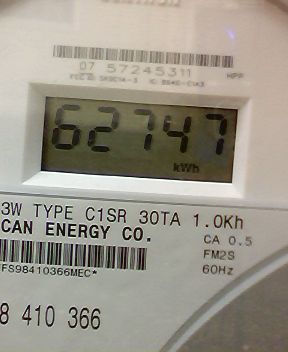 07 57245311 HPP
62747
kWh
3W TYPE C1SR 30TA 1.0Kh
CAN ENERGY CO. CA 0.5
FM2S
FS98410366MEC* 60Hz
8 410 366